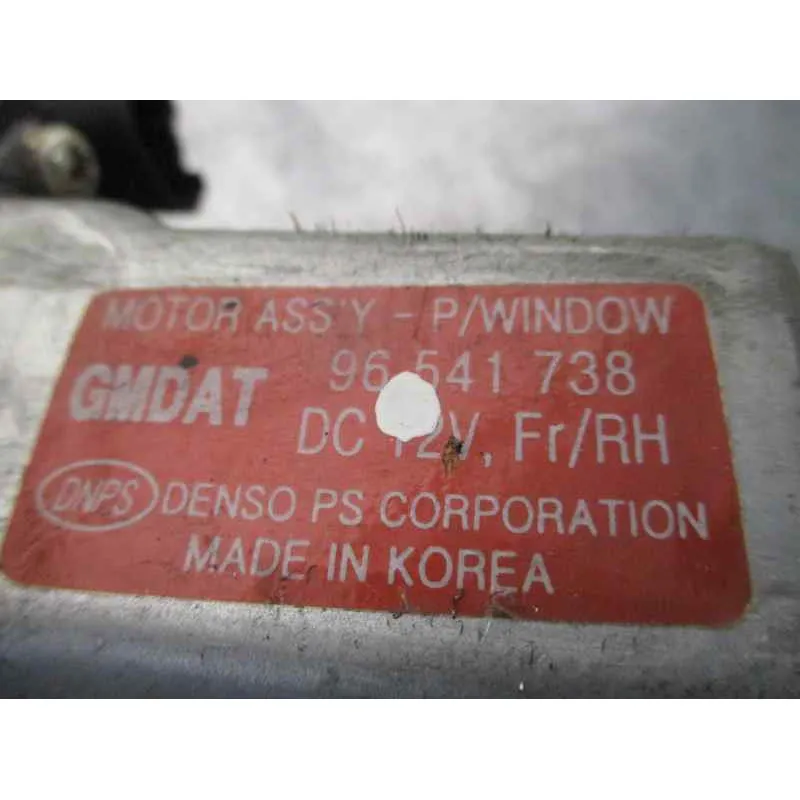 MOTOR ASS'Y - P/WINDOW
GMDAT 96 541 738
DC 12V, Fr/RH
DNPS DENSO PS CORPORATION
MADE IN KOREA